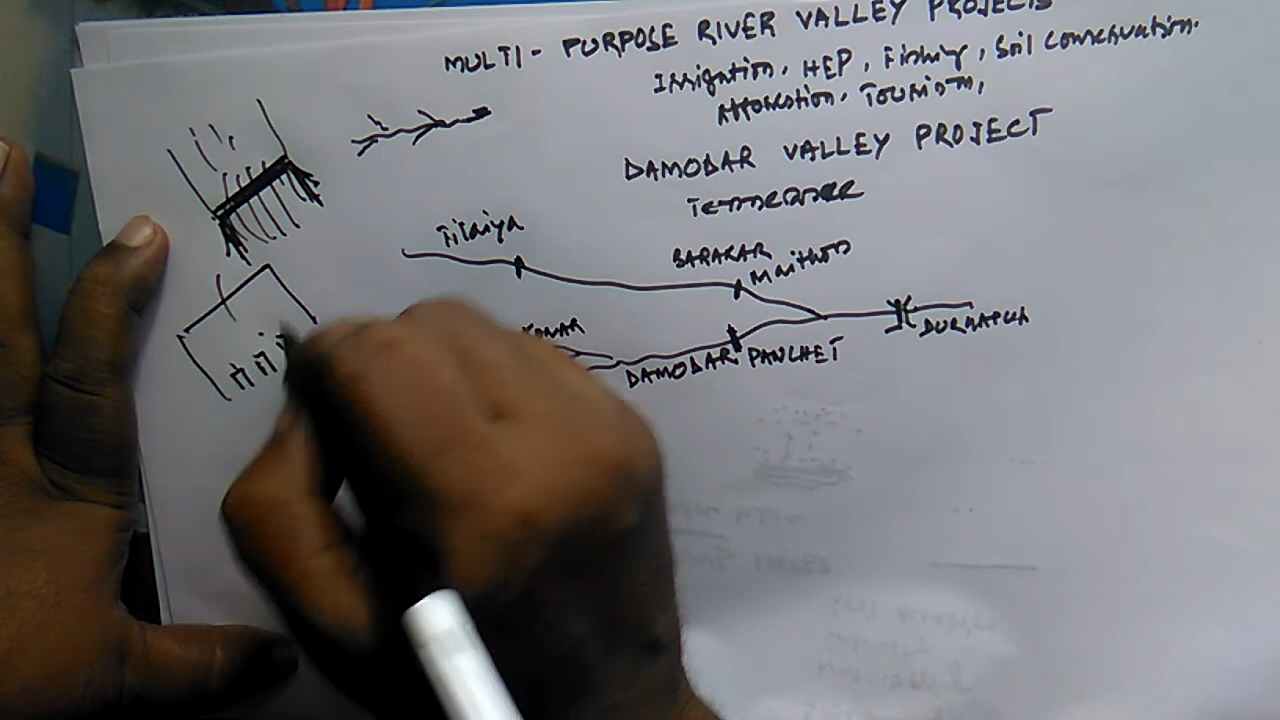 MULTI - PURPOSE RIVER VALLEY PROJECTS
Irrigation, HEP, Fishing, Soil conservation.
Afforestation, Tourism,
DAMODAR VALLEY PROJECT
Tilaiya
BARAKAR
Maithon
KONAR
DURGAPUR
DAMODAR PANCHET